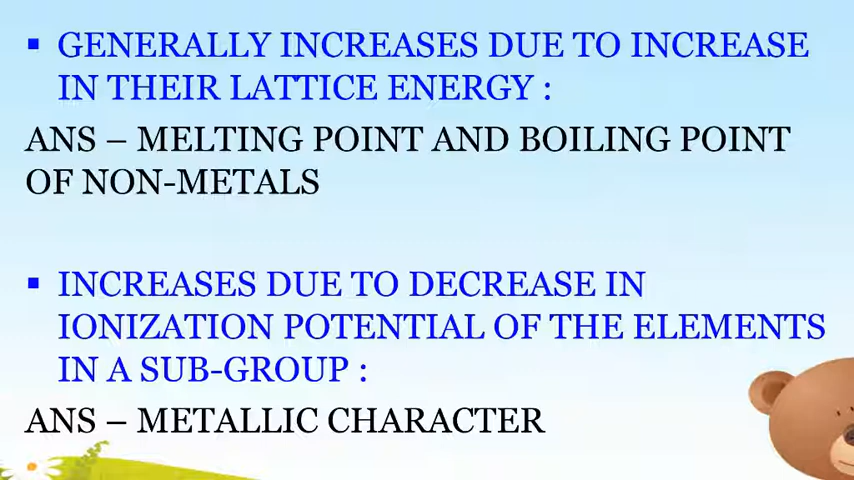 ▪ GENERALLY INCREASES DUE TO INCREASE
IN THEIR LATTICE ENERGY :
ANS – MELTING POINT AND BOILING POINT
OF NON-METALS
▪ INCREASES DUE TO DECREASE IN
IONIZATION POTENTIAL OF THE ELEMENTS
IN A SUB-GROUP :
ANS – METALLIC CHARACTER